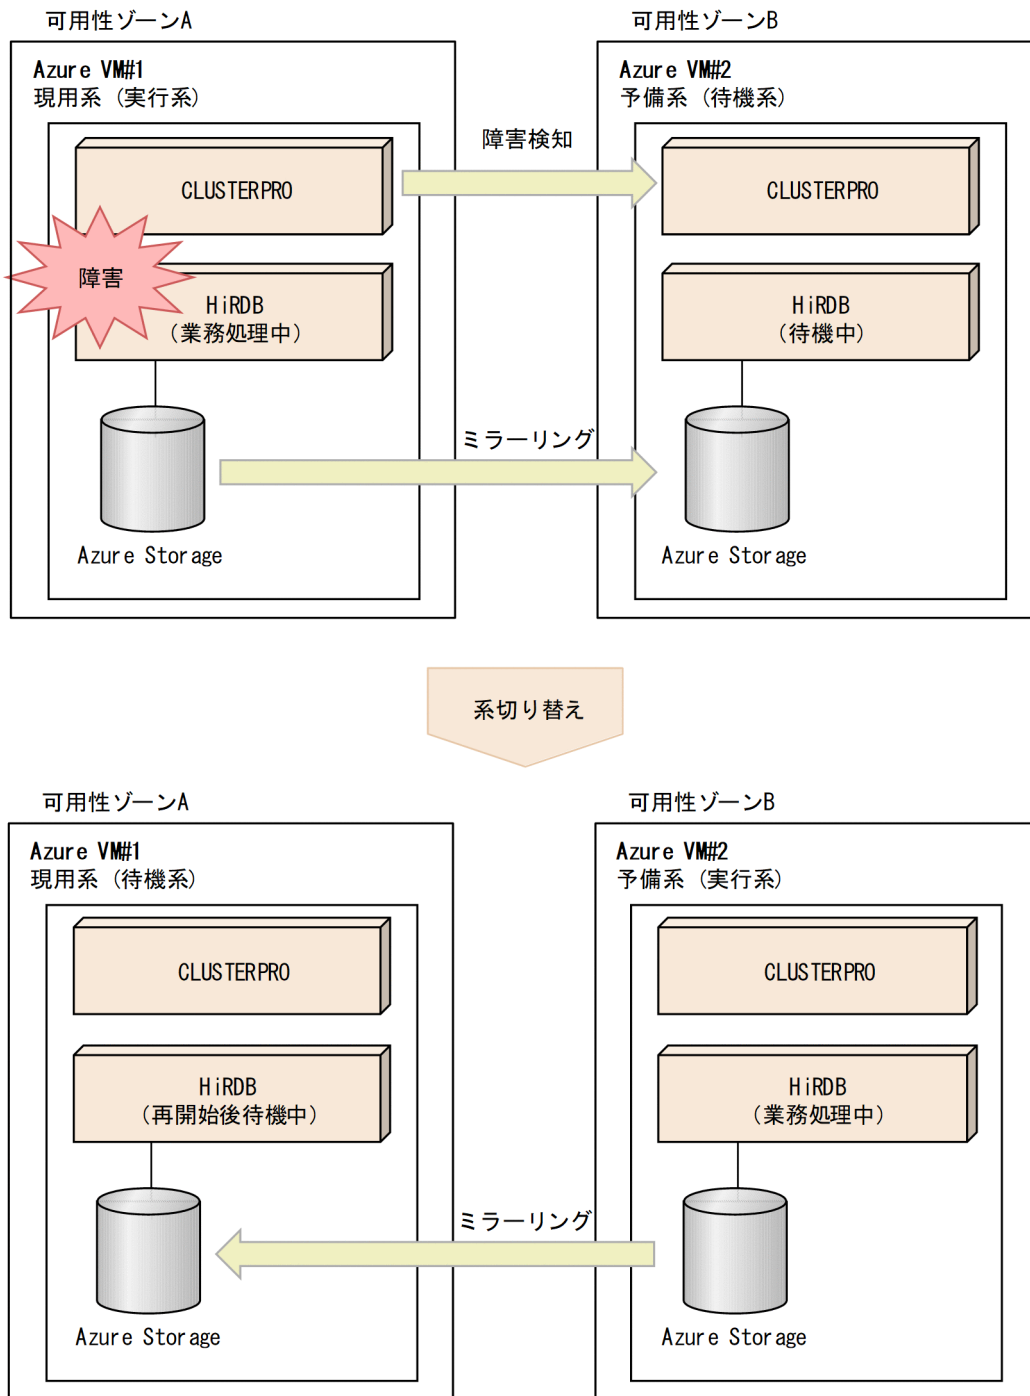 可用性ゾーンA
可用性ゾーンB
Azure VM#1
現用系（実行系）
Azure VM#2
予備系（待機系）
障害検知
CLUSTERPRO
CLUSTERPRO
障害
HiRDB
（業務処理中）
HiRDB
（待機中）
ミラーリング
Azure Storage
Azure Storage
系切り替え
可用性ゾーンA
可用性ゾーンB
Azure VM#1
現用系（待機系）
Azure VM#2
予備系（実行系）
CLUSTERPRO
CLUSTERPRO
HiRDB
（再開始後待機中）
HiRDB
（業務処理中）
ミラーリング
Azure Storage
Azure Storage